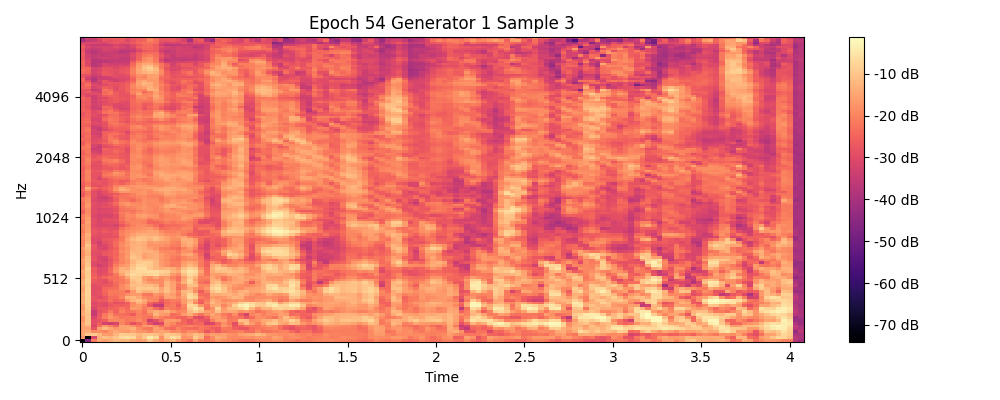 Epoch 54 Generator 1 Sample 3
Hz
4096
2048
1024
512
0
0 0.5 1 1.5 2 2.5 3 3.5 4
Time
-10 dB
-20 dB
-30 dB
-40 dB
-50 dB
-60 dB
-70 dB